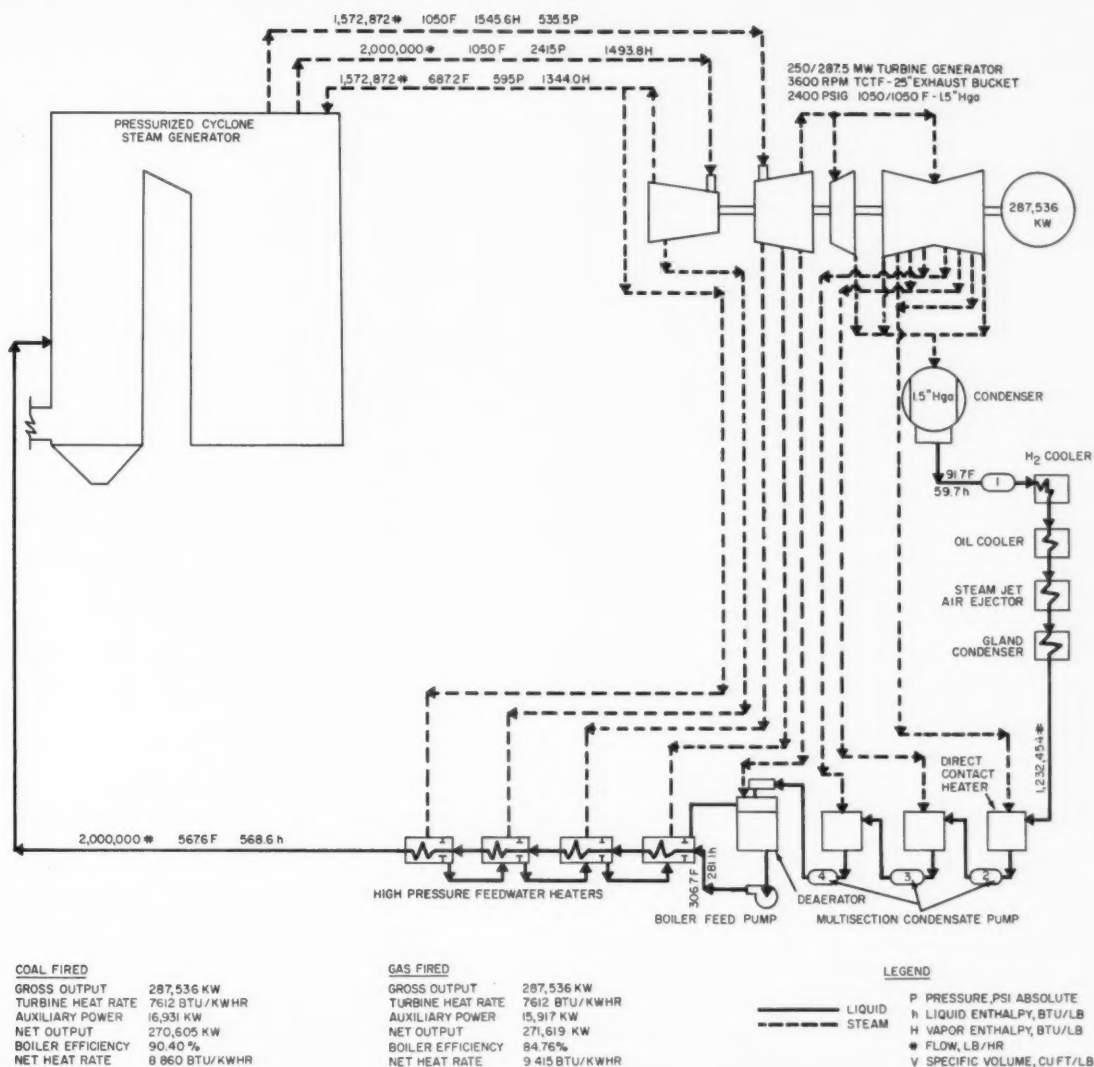 1,572,872# 1050F 1545.6H 535.5P
2,000,000# 1050F 2415P 1493.8H
1,572,872# 687.2F 595P 1344.0H
250/287.5 MW TURBINE GENERATOR
3600 RPM TCTF-25" EXHAUST BUCKET
2400 PSIG 1050/1050 F-1.5" Hga
PRESSURIZED CYCLONE
STEAM GENERATOR
287,536
KW
1.5" Hga
CONDENSER
91.7F
59.7h
1
H2 COOLER
OIL COOLER
STEAM JET
AIR EJECTOR
GLAND
CONDENSER
1,232,454#
DIRECT
CONTACT
HEATER
2,000,000# 567.6F 568.6h
306.7F
281.1h
4
3
2
HIGH PRESSURE FEEDWATER HEATERS
BOILER FEED PUMP
DEAERATOR
MULTISECTION CONDENSATE PUMP
COAL FIRED
GROSS OUTPUT 287,536 KW
TURBINE HEAT RATE 7612 BTU/KWHR
AUXILIARY POWER 16,931 KW
NET OUTPUT 270,605 KW
BOILER EFFICIENCY 90.40 %
NET HEAT RATE 8 860 BTU/KWHR
GAS FIRED
GROSS OUTPUT 287,536 KW
TURBINE HEAT RATE 7612 BTU/KWHR
AUXILIARY POWER 15,917 KW
NET OUTPUT 271,619 KW
BOILER EFFICIENCY 84.76%
NET HEAT RATE 9 415 BTU/KWHR
LEGEND
LIQUID
STEAM
P PRESSURE, PSI ABSOLUTE
h LIQUID ENTHALPY, BTU/LB
H VAPOR ENTHALPY, BTU/LB
# FLOW, LB/HR
V SPECIFIC VOLUME, CU FT/LB